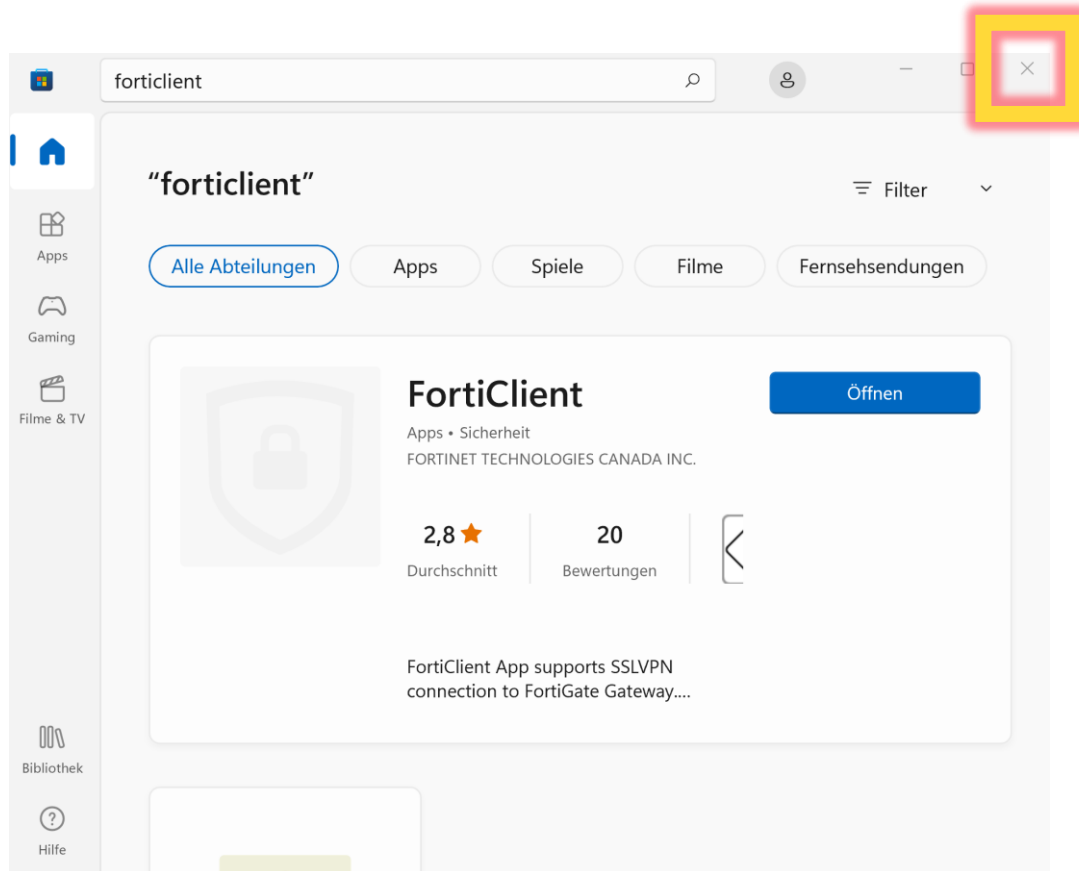 forticlient
“forticlient”
Filter
Alle Abteilungen
Apps
Spiele
Filme
Fernsehsendungen
Apps
Gaming
Filme & TV
FortiClient
Öffnen
Apps • Sicherheit
FORTINET TECHNOLOGIES CANADA INC.
2,8
20
Durchschnitt
Bewertungen
FortiClient App supports SSLVPN
connection to FortiGate Gateway....
Bibliothek
Hilfe